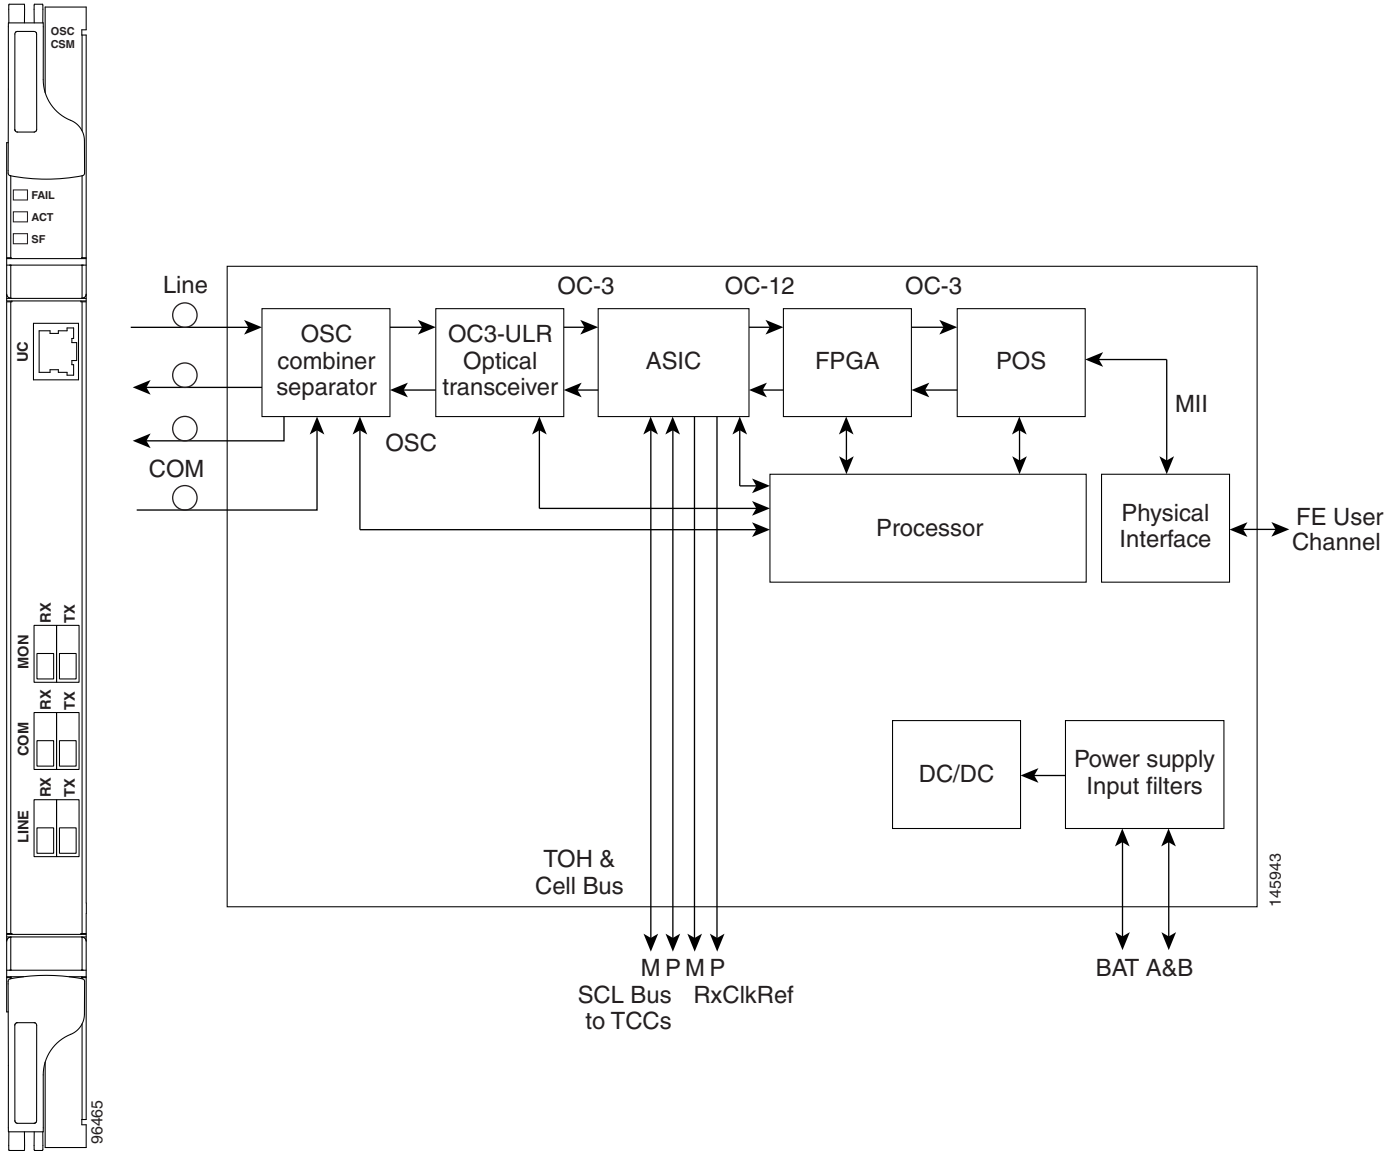 OSC
CSM
FAIL
ACT
SF
UC
RX
TX
MON
RX
TX
COM
RX
TX
LINE
96465
Line
COM
OC-3
OC-12
OC-3
OSC
combiner
separator
OC3-ULR
Optical
transceiver
ASIC
FPGA
POS
OSC
MII
Processor
Physical
Interface
FE User
Channel
DC/DC
Power supply
Input filters
TOH &
Cell Bus
145943
M P M P
SCL Bus
to TCCs
RxClkRef
BAT A&B